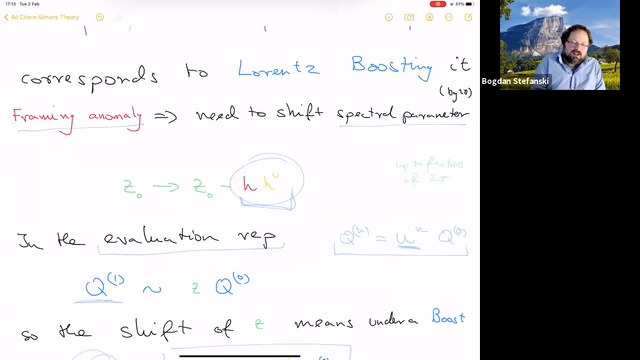 17:13 Tue 2 Feb
67%
4d Chern-Simons Theory
corresponds to Lorentz Boosting it
(by 2θ)
Framing anomaly => need to shift spectral parameter
z₀ → z₀ - ħ h^v
up to factors
of 2π
In the evaluation rep
Q^(n) = u^n Q^(0)
Q^(1) ~ z Q^(0)
so the shift of z means under a Boost
Bogdan Stefanski